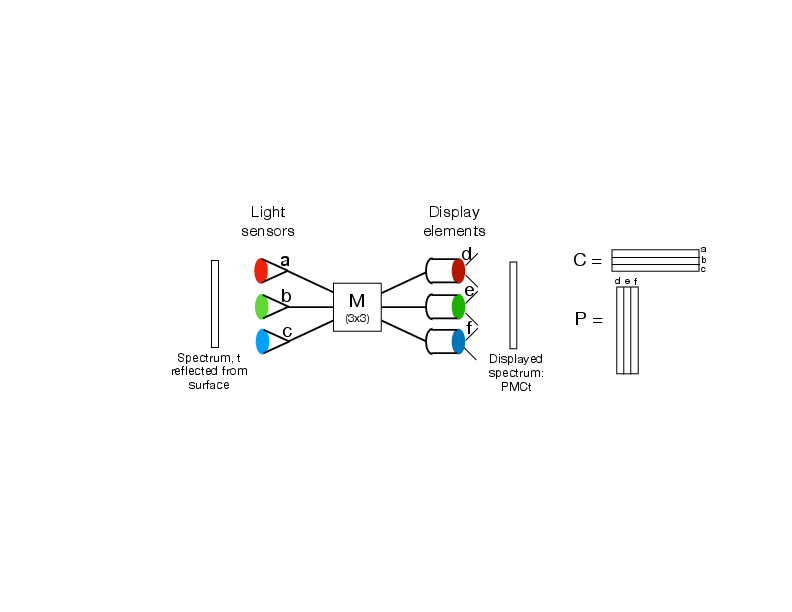 Light
sensors
Display
elements
a
b
c
M
(3x3)
d
e
f
Spectrum, t
reflected from
surface
Displayed
spectrum:
PMCt
C =
a
b
c
d e f
P =